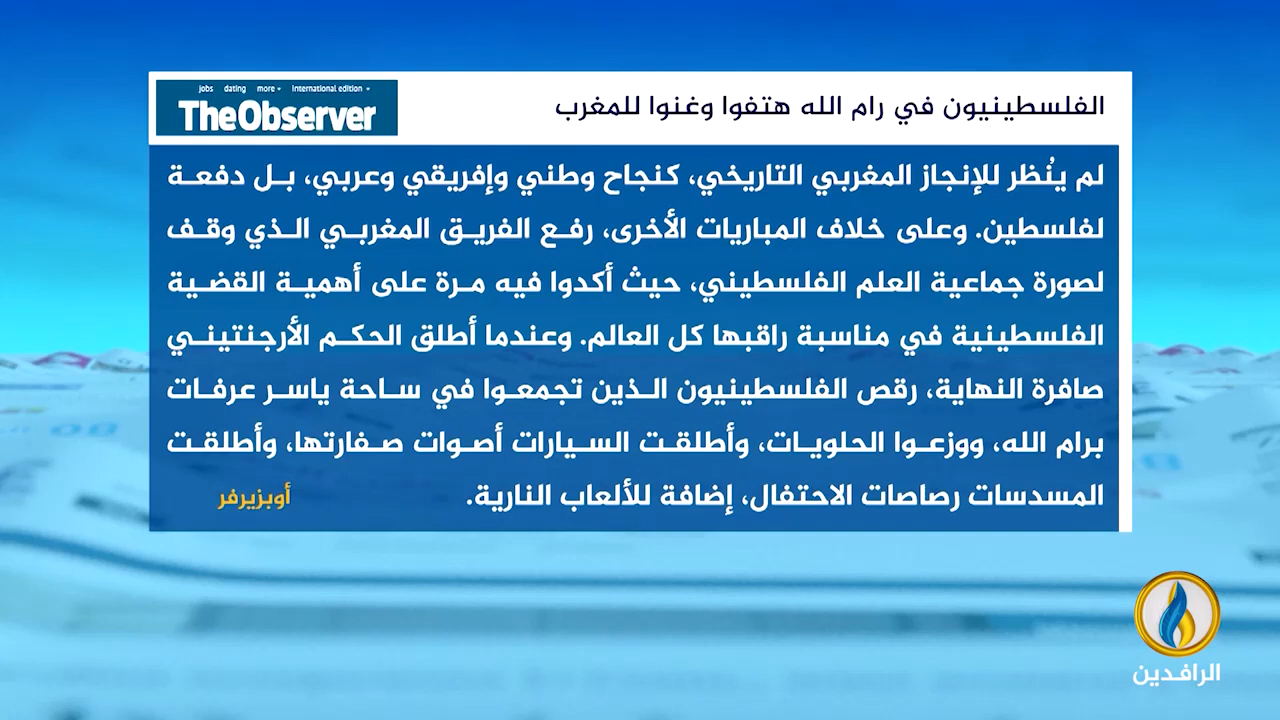 jobs dating more International edition
TheObserver
الفلسطينيون في رام الله هتفوا وغنوا للمغرب
لم يُنظر للإنجاز المغربي التاريخي، كنجاح وطني وإفريقي وعربي، بل دفعة
لفلسطين. وعلى خلاف المباريات الأخرى، رفع الفريق المغربي الذي وقف
لصورة جماعية العلم الفلسطيني، حيث أكدوا فيه مرة على أهمية القضية
الفلسطينية في مناسبة راقبها كل العالم. وعندما أطلق الحكم الأرجنتيني
صافرة النهاية، رقص الفلسطينيون الذين تجمعوا في ساحة ياسر عرفات
برام الله، ووزعوا الحلويات، وأطلقت السيارات أصوات صفارتها، وأطلقت
المسدسات رصاصات الاحتفال، إضافة للألعاب النارية.
أوبزيرفر
الرافدين